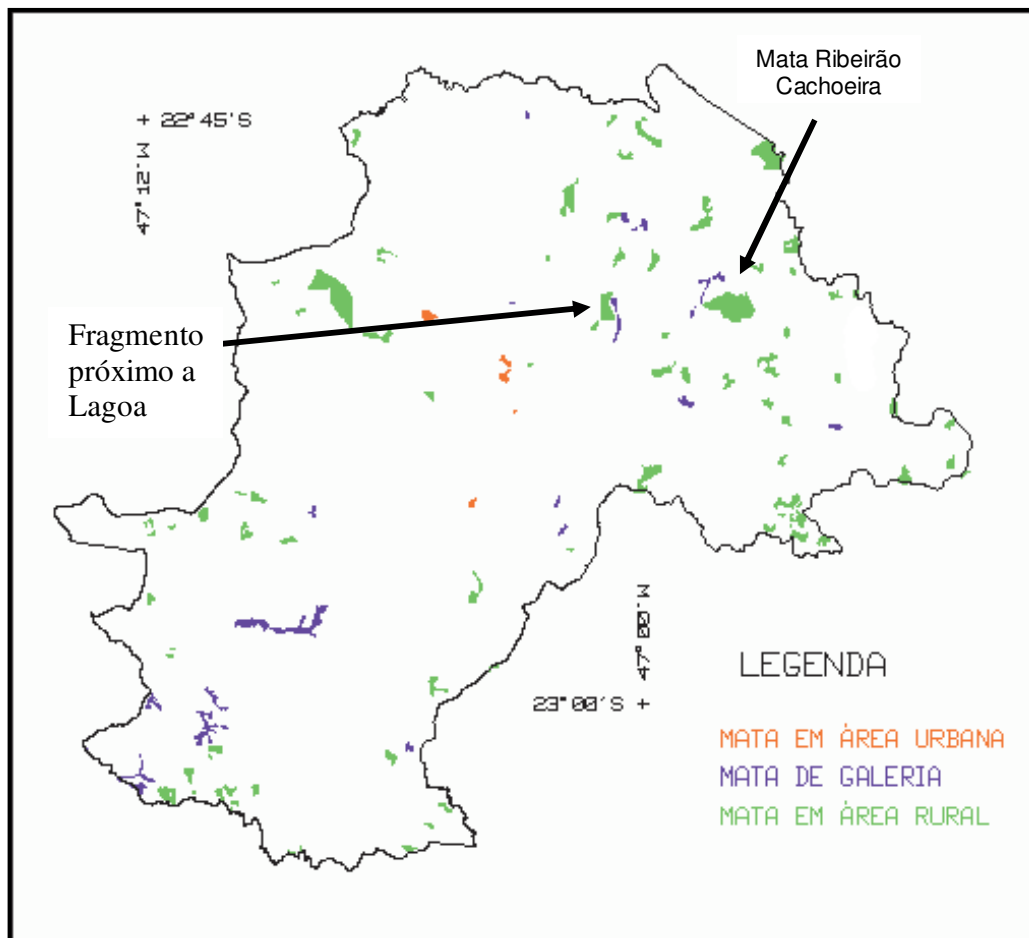 Mata Ribeirão
Cachoeira
+ 22°45'S
47°12'W
Fragmento
próximo a
Lagoa
47°00'W
23°00'S +
LEGENDA
MATA EM ÁREA URBANA
MATA DE GALERIA
MATA EM ÁREA RURAL